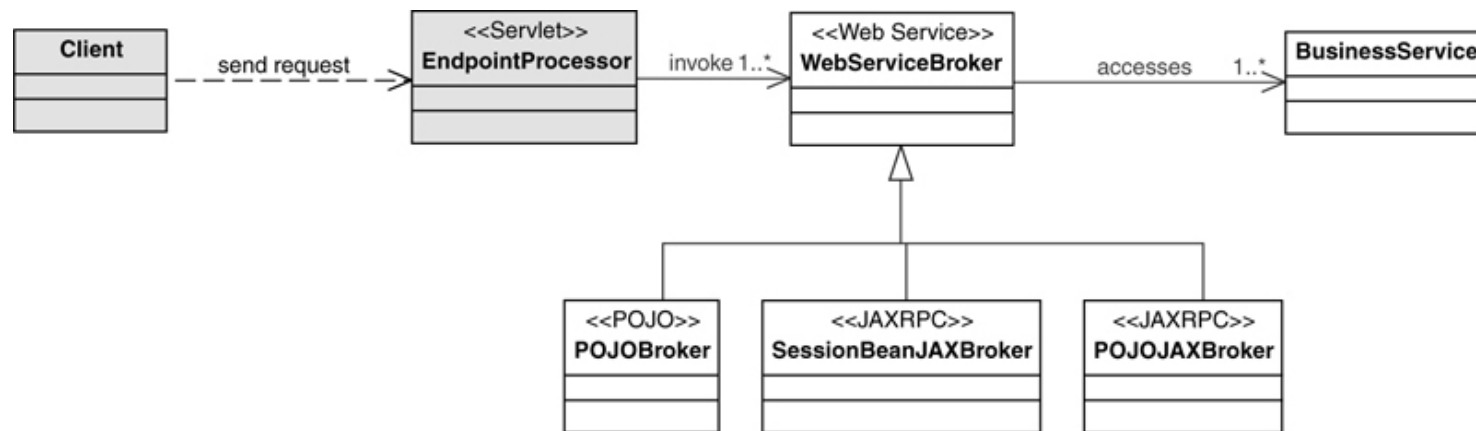 Client
send request
<<Servlet>>
EndpointProcessor
invoke 1..*
<<Web Service>>
WebServiceBroker
accesses 1..*
BusinessService
<<POJO>>
POJOBroker
<<JAXRPC>>
SessionBeanJAXBroker
<<JAXRPC>>
POJOJAXBroker